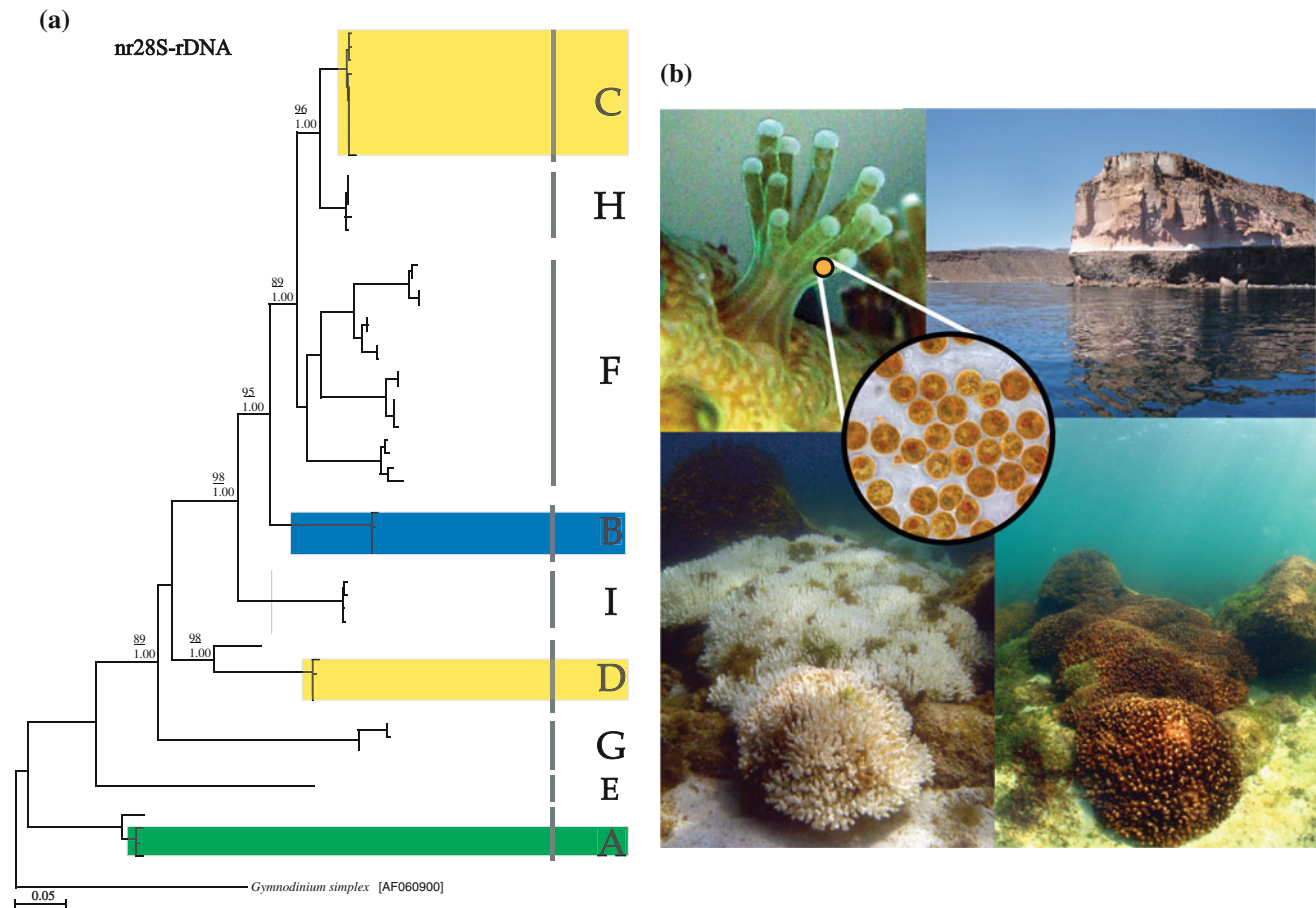 (a)
nr28S-rDNA
(b)
C
96
1.00
H
89
1.00
F
95
1.00
98
1.00
B
I
98
1.00
89
1.00
D
G
E
A
Gymnodinium simplex [AF060900]
0.05